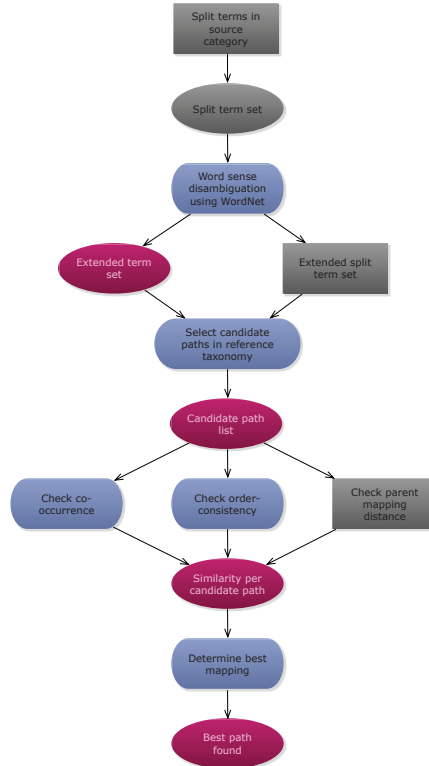 Split terms in
source
category
Split term set
Word sense
disambiguation
using WordNet
Extended term
set
Extended split
term set
Select candidate
paths in reference
taxonomy
Candidate path
list
Check co-
occurrence
Check order-
consistency
Check parent
mapping
distance
Similarity per
candidate path
Determine best
mapping
Best path
found